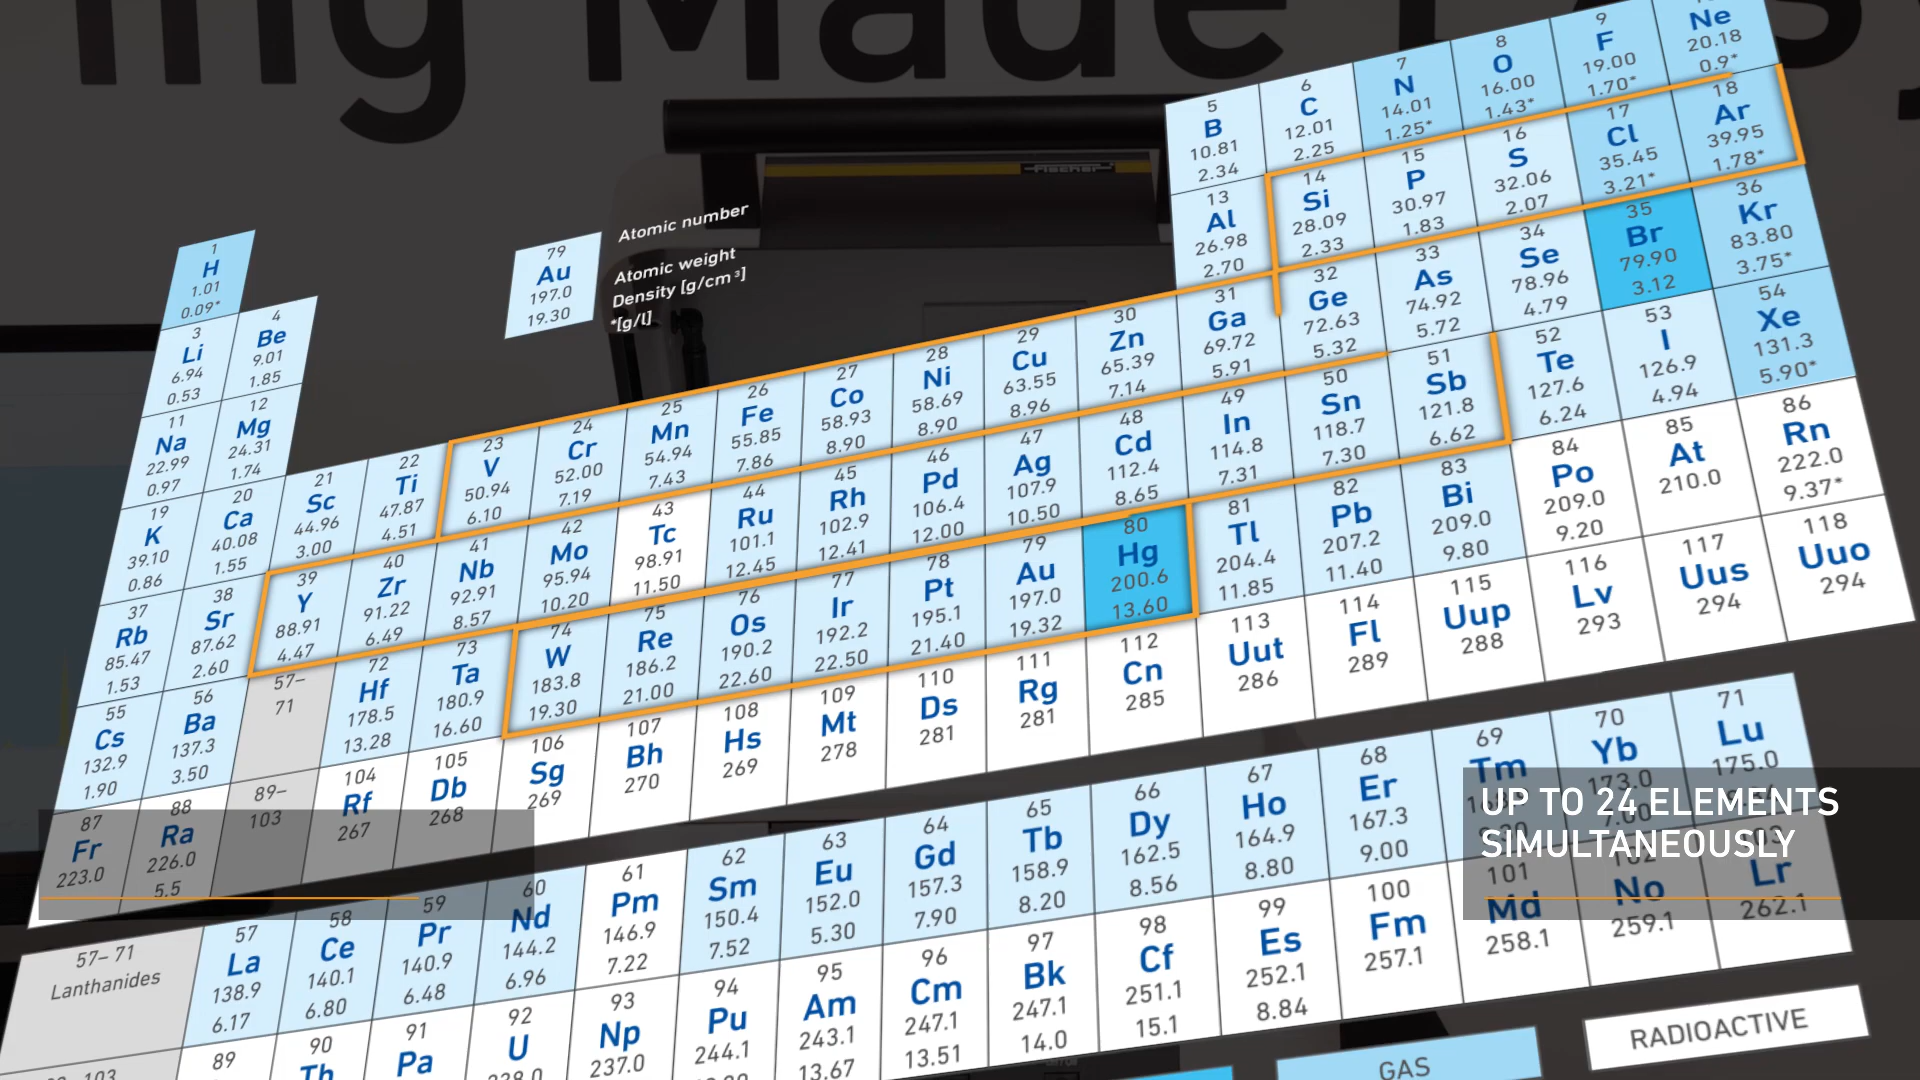 ing Made Easy
FISCHER
Atomic number
79
Au
197.0
19.30
Atomic weight
Density [g/cm³]
*[g/l]
1
H
1.01
0.09*
3
Li
6.94
0.53
4
Be
9.01
1.85
5
B
10.81
2.34
6
C
12.01
2.25
7
N
14.01
1.25*
8
O
16.00
1.43*
9
F
19.00
1.70*
Ne
20.18
0.9*
11
Na
22.99
0.97
12
Mg
24.31
1.74
13
Al
26.98
2.70
14
Si
28.09
2.33
15
P
30.97
1.83
16
S
32.06
2.07
17
Cl
35.45
3.21*
18
Ar
39.95
1.78*
19
K
39.10
0.86
20
Ca
40.08
1.55
21
Sc
44.96
3.00
22
Ti
47.87
4.51
23
V
50.94
6.10
24
Cr
52.00
7.19
25
Mn
54.94
7.43
26
Fe
55.85
7.86
27
Co
58.93
8.90
28
Ni
58.69
8.90
29
Cu
63.55
8.96
30
Zn
65.39
7.14
31
Ga
69.72
5.91
32
Ge
72.63
5.32
33
As
74.92
5.72
34
Se
78.96
4.79
35
Br
79.90
3.12
36
Kr
83.80
3.75*
37
Rb
85.47
1.53
38
Sr
87.62
2.60
39
Y
88.91
4.47
40
Zr
91.22
6.49
41
Nb
92.91
8.57
42
Mo
95.94
10.20
43
Tc
98.91
11.50
44
Ru
101.1
12.45
45
Rh
102.9
12.41
46
Pd
106.4
12.00
47
Ag
107.9
10.50
48
Cd
112.4
8.65
49
In
114.8
7.31
50
Sn
118.7
7.30
51
Sb
121.8
6.62
52
Te
127.6
6.24
53
I
126.9
4.94
54
Xe
131.3
5.90*
55
Cs
132.9
1.90
56
Ba
137.3
3.50
57–
71
72
Hf
178.5
13.28
73
Ta
180.9
16.60
74
W
183.8
19.30
75
Re
186.2
21.00
76
Os
190.2
22.60
77
Ir
192.2
22.50
78
Pt
195.1
21.40
79
Au
197.0
19.32
80
Hg
200.6
13.60
81
Tl
204.4
11.85
82
Pb
207.2
11.40
83
Bi
209.0
9.80
84
Po
209.0
9.20
85
At
210.0
86
Rn
222.0
9.37*
87
Fr
223.0
88
Ra
226.0
5.5
89–
103
104
Rf
267
105
Db
268
106
Sg
269
107
Bh
270
108
Hs
269
109
Mt
278
110
Ds
281
111
Rg
281
112
Cn
285
113
Uut
286
114
Fl
289
115
Uup
288
116
Lv
293
117
Uus
294
118
Uuo
294
57–71
Lanthanides
57
La
138.9
6.17
58
Ce
140.1
6.80
59
Pr
140.9
6.48
60
Nd
144.2
6.96
61
Pm
146.9
7.22
62
Sm
150.4
7.52
63
Eu
152.0
5.30
64
Gd
157.3
7.90
65
Tb
158.9
8.20
66
Dy
162.5
8.56
67
Ho
164.9
8.80
68
Er
167.3
9.00
69
Tm
70
Yb
173.0
7.00
71
Lu
175.0
UP TO 24 ELEMENTS
SIMULTANEOUSLY
103
89
90
Th
91
Pa
92
U
238.0
93
Np
237.0
94
Pu
244.1
95
Am
243.1
13.67
96
Cm
247.1
13.51
97
Bk
247.1
14.0
98
Cf
251.1
15.1
99
Es
252.1
8.84
100
Fm
257.1
101
Md
258.1
102
No
259.1
103
Lr
262.1
GAS
RADIOACTIVE